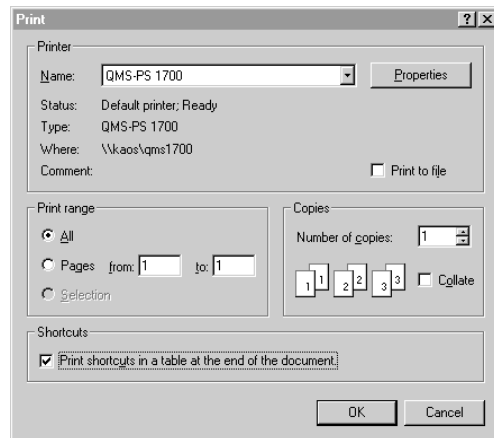 Print
Printer
Name: QMS-PS 1700 Properties
Status: Default printer; Ready
Type: QMS-PS 1700
Where: \\kaos\qms1700
Comment: Print to file
Print range
All
Pages from: 1 to: 1
Selection
Copies
Number of copies: 1
1 1 2 2 3 3 Collate
Shortcuts
Print shortcuts in a table at the end of the document.
OK Cancel